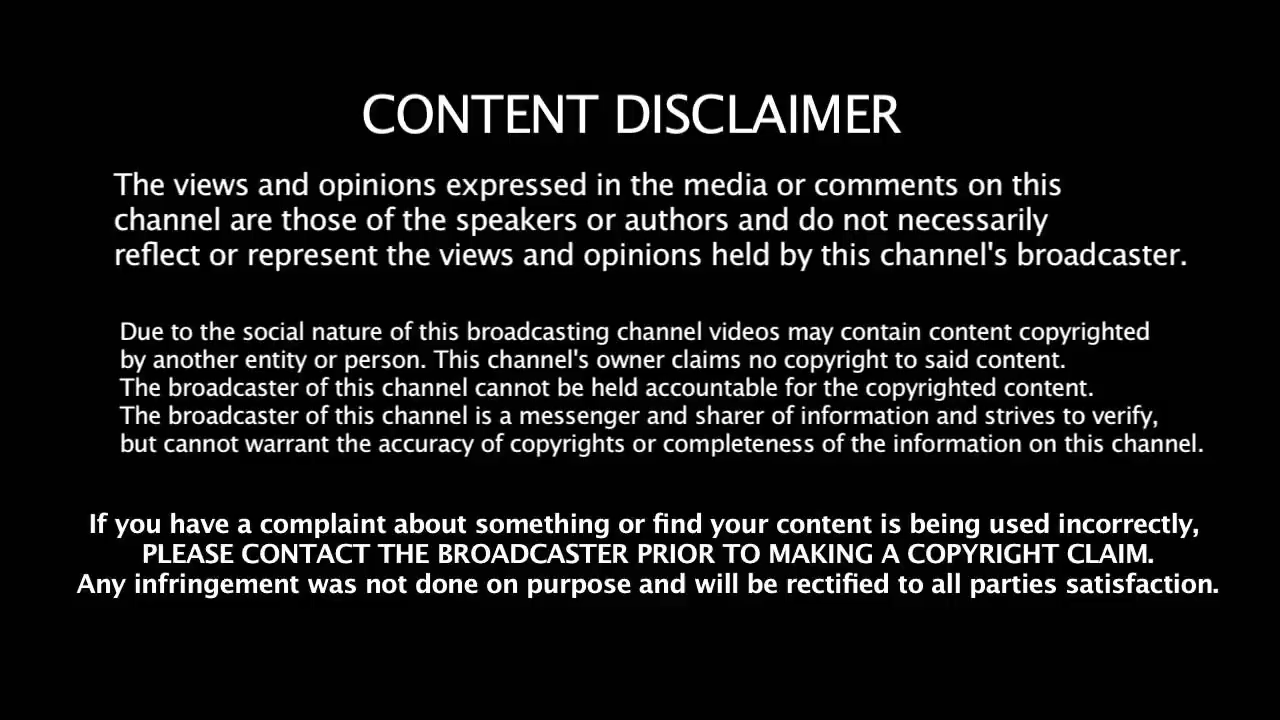 CONTENT DISCLAIMER
The views and opinions expressed in the media or comments on this
channel are those of the speakers or authors and do not necessarily
reflect or represent the views and opinions held by this channel's broadcaster.
Due to the social nature of this broadcasting channel videos may contain content copyrighted
by another entity or person. This channel's owner claims no copyright to said content.
The broadcaster of this channel cannot be held accountable for the copyrighted content.
The broadcaster of this channel is a messenger and sharer of information and strives to verify,
but cannot warrant the accuracy of copyrights or completeness of the information on this channel.
If you have a complaint about something or find your content is being used incorrectly,
PLEASE CONTACT THE BROADCASTER PRIOR TO MAKING A COPYRIGHT CLAIM.
Any infringement was not done on purpose and will be rectified to all parties satisfaction.